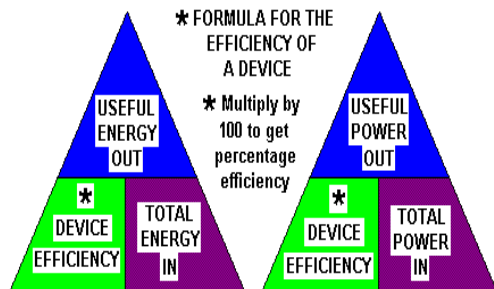 * FORMULA FOR THE
EFFICIENCY OF
A DEVICE
* Multiply by
100 to get
percentage
efficiency
USEFUL
ENERGY
OUT
*
DEVICE
EFFICIENCY
TOTAL
ENERGY
IN
USEFUL
POWER
OUT
*
DEVICE
EFFICIENCY
TOTAL
POWER
IN